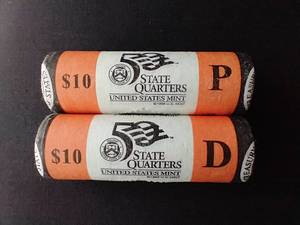 $10
50
STATE
QUARTERS
UNITED STATES MINT
P
$10
50
STATE
QUARTERS
UNITED STATES MINT
D